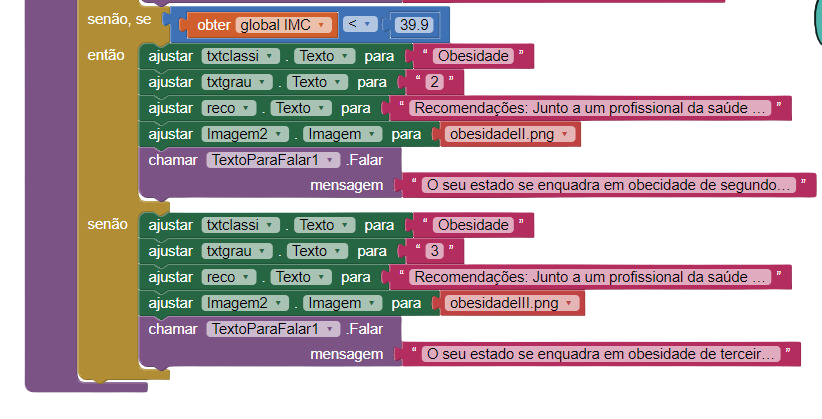 senão, se obter global IMC < 39.9
então ajustar txtclassi . Texto para “ Obesidade ”
ajustar txtgrau . Texto para “ 2 ”
ajustar reco . Texto para “ Recomendações: Junto a um profissional da saúde ... ”
ajustar Imagem2 . Imagem para obesidadeII.png
chamar TextoParaFalar1 .Falar
mensagem “ O seu estado se enquadra em obecidade de segundo... ”
senão ajustar txtclassi . Texto para “ Obesidade ”
ajustar txtgrau . Texto para “ 3 ”
ajustar reco . Texto para “ Recomendações: Junto a um profissional da saúde ... ”
ajustar Imagem2 . Imagem para obesidadeIII.png
chamar TextoParaFalar1 .Falar
mensagem “ O seu estado se enquadra em obesidade de terceir... ”